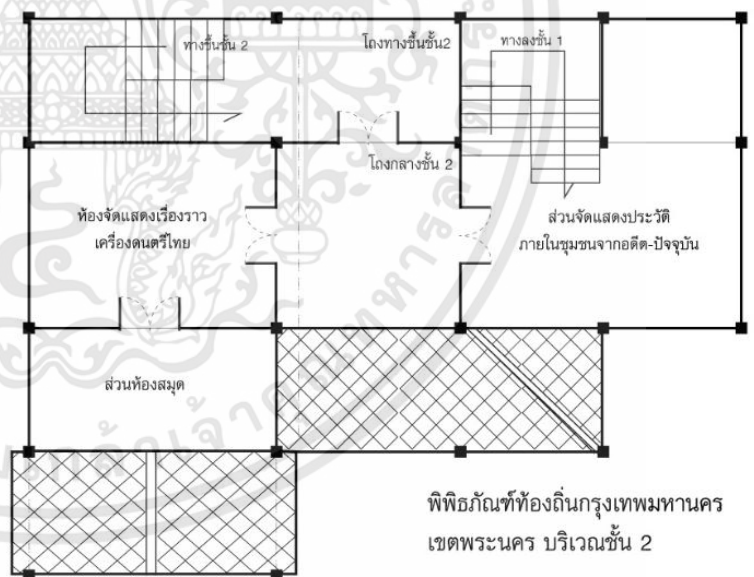 ทางขึ้นชั้น 2
โถงทางขึ้นชั้น2
ทางลงชั้น 1
โถงกลางชั้น 2
ห้องจัดแสดงเรื่องราว
เครื่องดนตรีไทย
ส่วนจัดแสดงประวัติ
ภายในชุมชนจากอดีต-ปัจจุบัน
ส่วนห้องสมุด
พิพิธภัณฑ์ท้องถิ่นกรุงเทพมหานคร
เขตพระนคร บริเวณชั้น 2